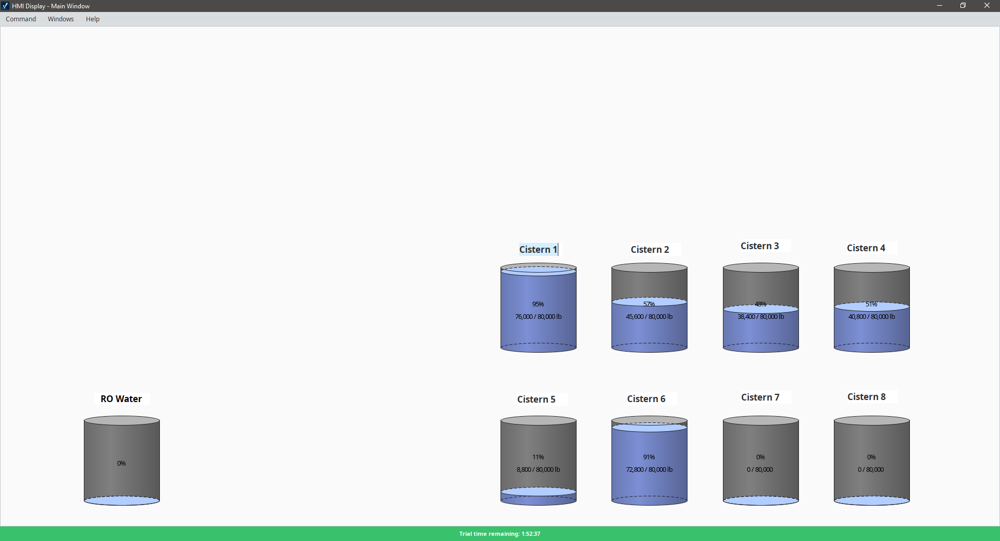 HMI Display - Main Window
Command Windows Help
Cistern 1
Cistern 2
Cistern 3
Cistern 4
95%
76,000 / 80,000 lb
57%
45,600 / 80,000 lb
48%
38,400 / 80,000 lb
51%
40,800 / 80,000 lb
RO Water
0%
Cistern 5
Cistern 6
Cistern 7
Cistern 8
11%
8,800 / 80,000 lb
91%
72,800 / 80,000 lb
0%
0 / 80,000
0%
0 / 80,000
Trial time remaining: 1:52:37